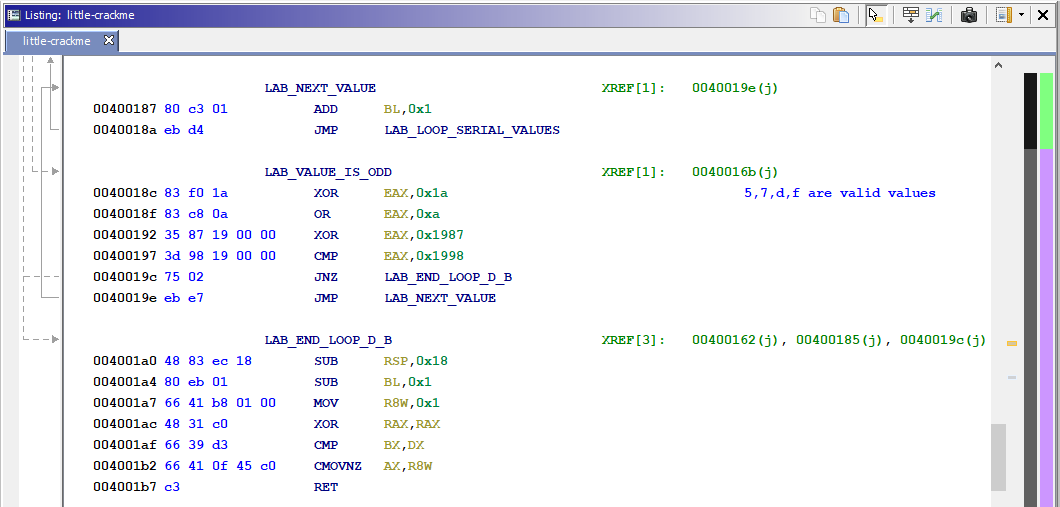 Listing: little-crackme
little-crackme
LAB_NEXT_VALUE XREF[1]: 0040019e(j)
00400187 80 c3 01 ADD BL,0x1
0040018a eb d4 JMP LAB_LOOP_SERIAL_VALUES
LAB_VALUE_IS_ODD XREF[1]: 0040016b(j)
0040018c 83 f0 1a XOR EAX,0x1a 5,7,d,f are valid values
0040018f 83 c8 0a OR EAX,0xa
00400192 35 87 19 00 00 XOR EAX,0x1987
00400197 3d 98 19 00 00 CMP EAX,0x1998
0040019c 75 02 JNZ LAB_END_LOOP_D_B
0040019e eb e7 JMP LAB_NEXT_VALUE
LAB_END_LOOP_D_B XREF[3]: 00400162(j), 00400185(j), 0040019c(j)
004001a0 48 83 ec 18 SUB RSP,0x18
004001a4 80 eb 01 SUB BL,0x1
004001a7 66 41 b8 01 00 MOV R8W,0x1
004001ac 48 31 c0 XOR RAX,RAX
004001af 66 39 d3 CMP BX,DX
004001b2 66 41 0f 45 c0 CMOVNZ AX,R8W
004001b7 c3 RET